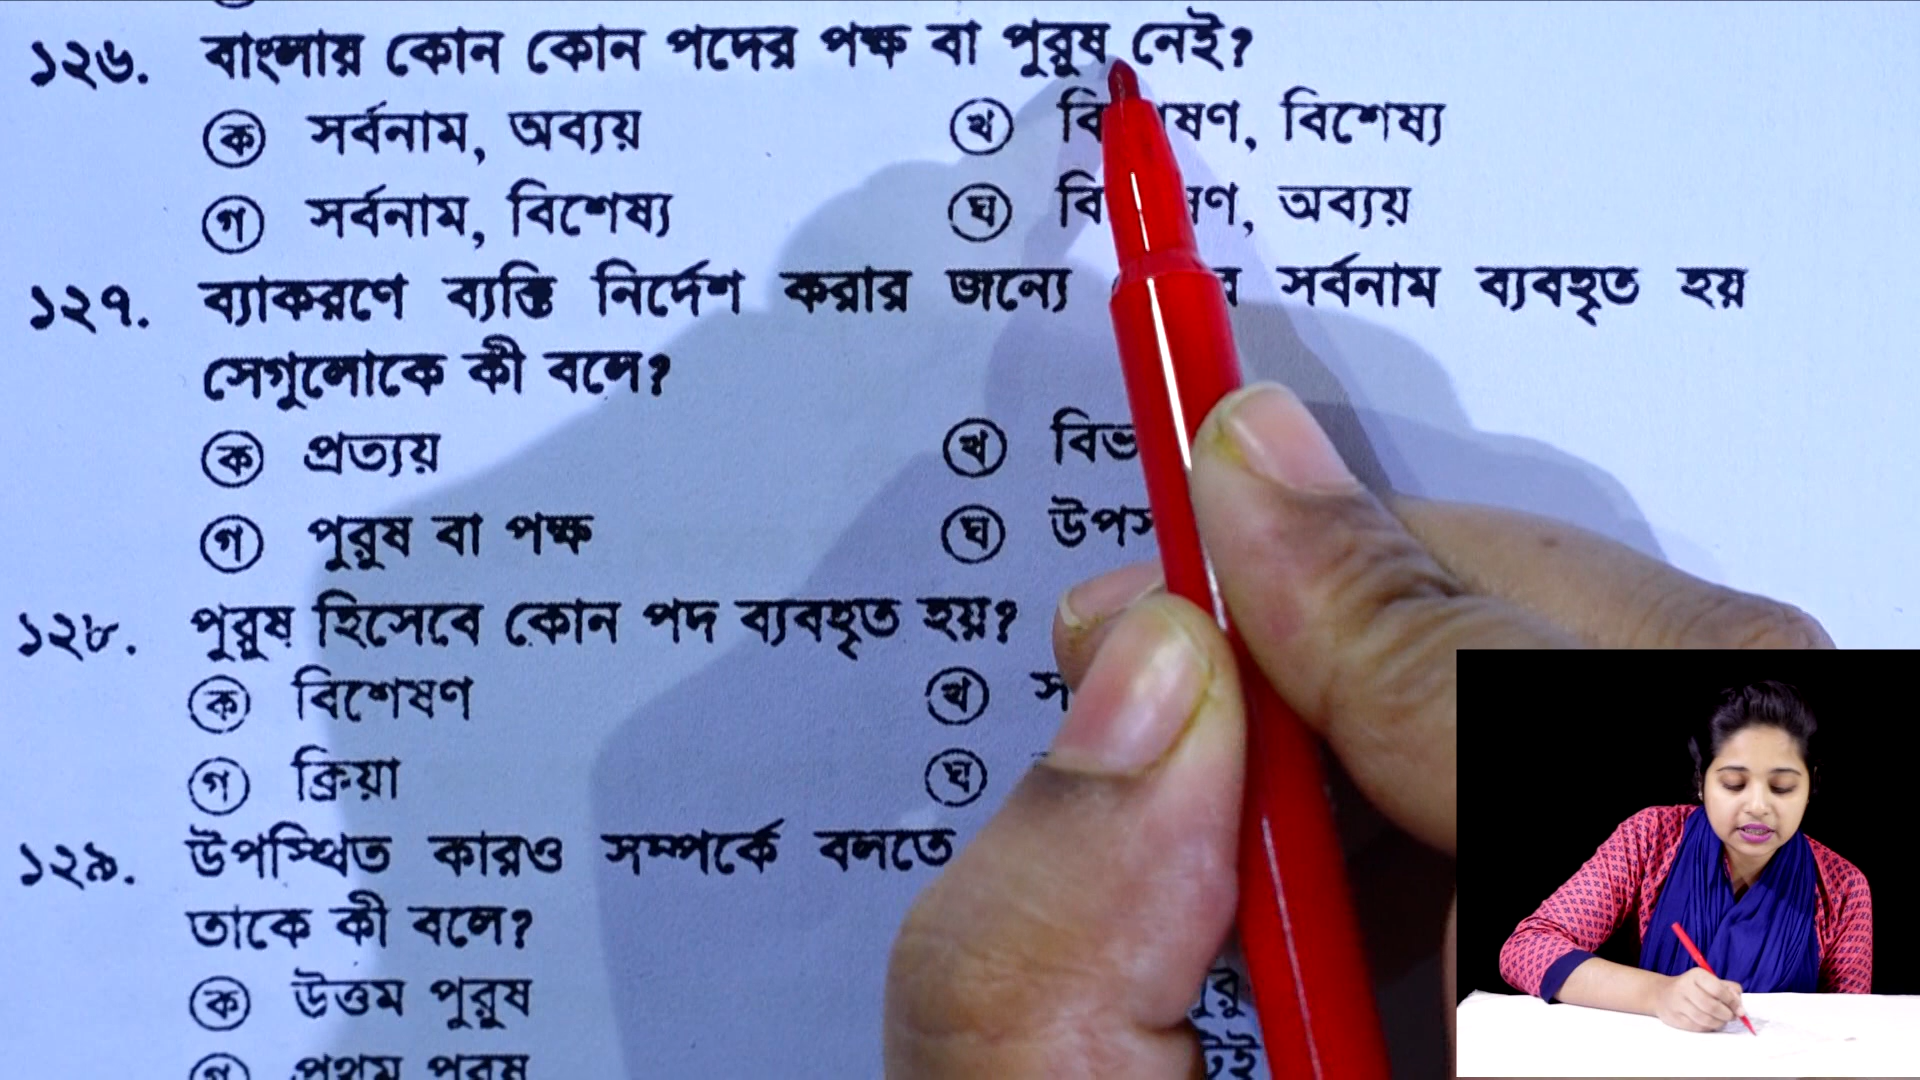 ১২৬. বাংলায় কোন কোন পদের পক্ষ বা পুরুষ নেই?
ক সর্বনাম, অব্যয় খ বিশেষ্য
গ সর্বনাম, বিশেষ্য ঘ অব্যয়
১২৭. ব্যাকরণে ব্যক্তি নির্দেশ করার জন্যে সর্বনাম ব্যবহৃত হয়
সেগুলোকে কী বলে?
ক প্রত্যয় খ
গ পুরুষ বা পক্ষ ঘ
১২৮. পুরুষ হিসেবে কোন পদ ব্যবহৃত হয়?
ক বিশেষণ খ
গ ক্রিয়া ঘ
১২৯. উপস্থিত কারও সম্পর্কে বলতে
তাকে কী বলে?
ক উত্তম পুরুষ
গ প্রথম পুরুষ